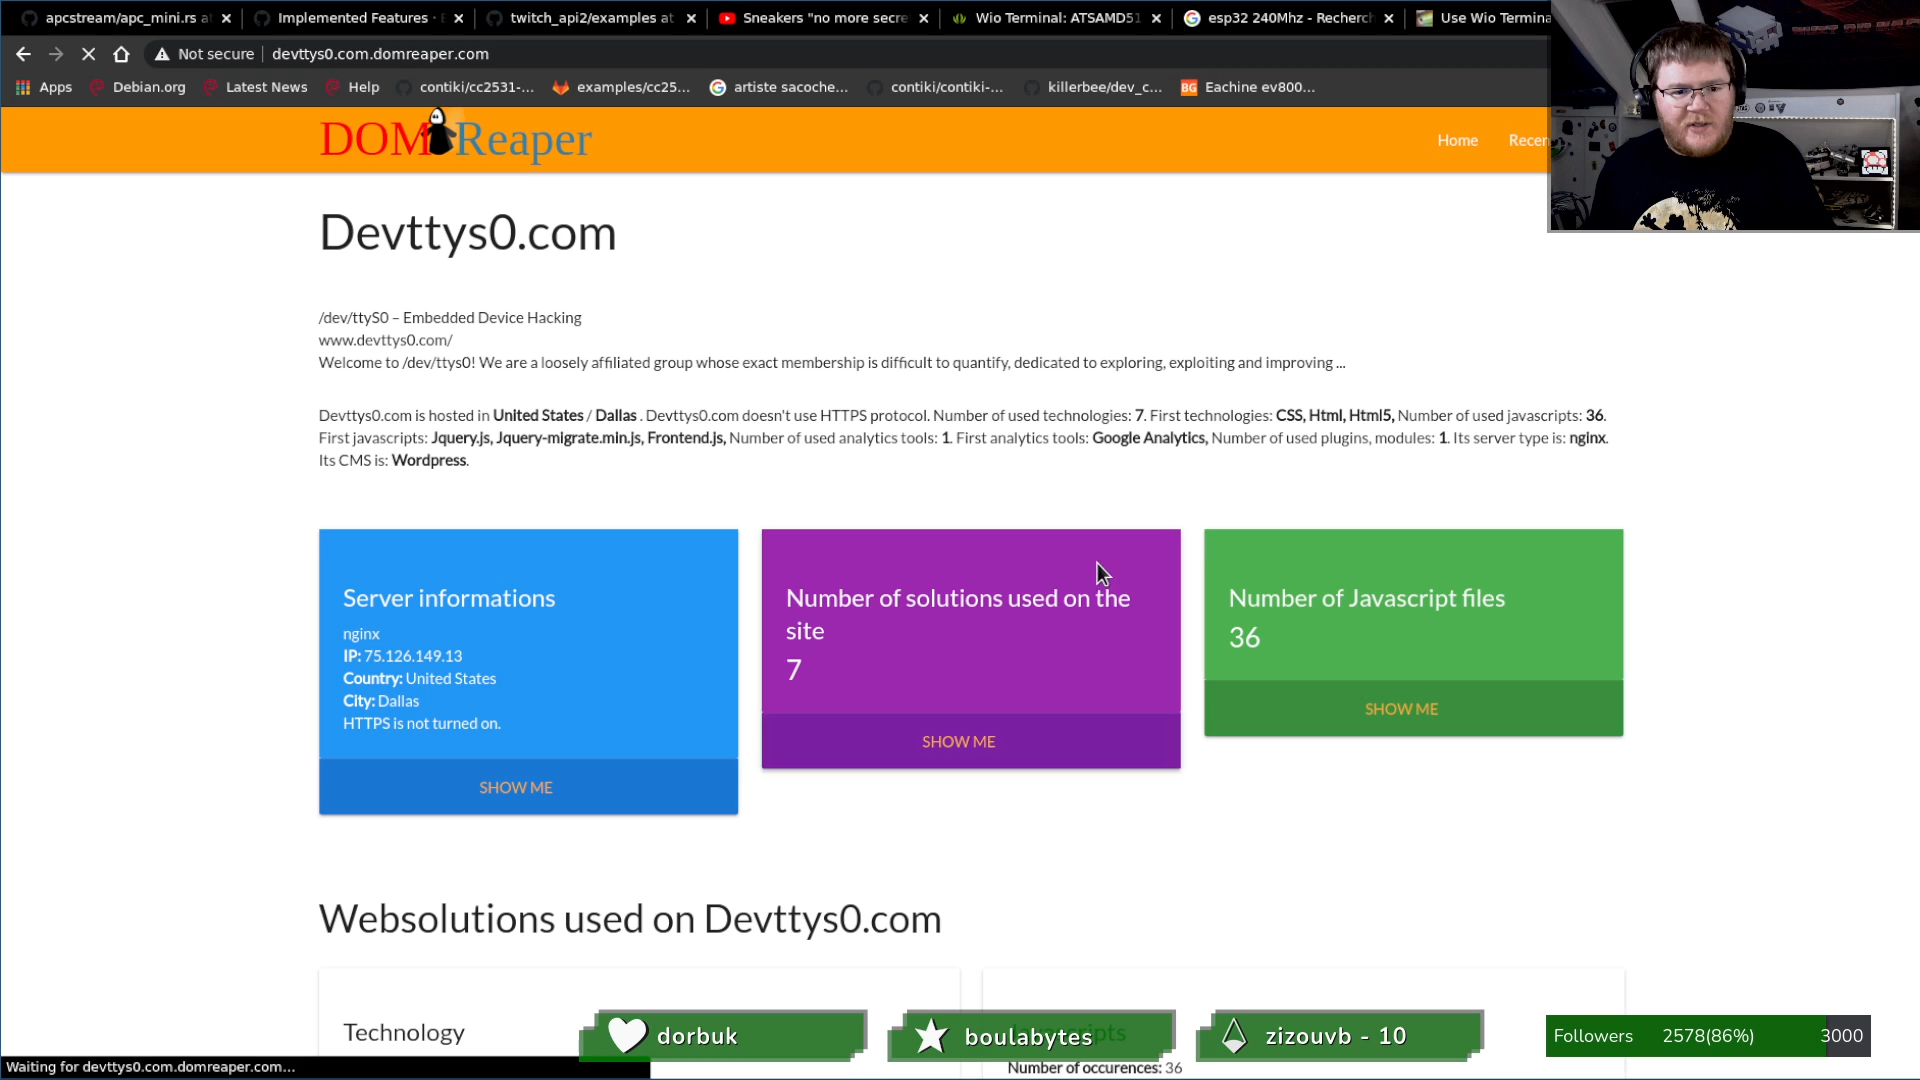 apcstream/apc_mini.rs a
Implemented Features ·
twitch_api2/examples at
Sneakers "no more secre
Wio Terminal: ATSAMD51
esp32 240Mhz - Recherch
Use Wio Termina
Not secure
devttys0.com.domreaper.com
Apps
Debian.org
Latest News
Help
contiki/cc2531-...
examples/cc25...
artiste sacoche...
contiki/contiki-...
killerbee/dev_c...
BG
Eachine ev800...
DOM Reaper
Home
Recen
Devttys0.com
/dev/ttyS0 – Embedded Device Hacking
www.devttys0.com/
Welcome to /dev/ttys0! We are a loosely affiliated group whose exact membership is difficult to quantify, dedicated to exploring, exploiting and improving ...
Devttys0.com is hosted in United States / Dallas . Devttys0.com doesn't use HTTPS protocol. Number of used technologies: 7. First technologies: CSS, Html, Html5, Number of used javascripts: 36.
First javascripts: Jquery.js, Jquery-migrate.min.js, Frontend.js, Number of used analytics tools: 1. First analytics tools: Google Analytics, Number of used plugins, modules: 1. Its server type is: nginx.
Its CMS is: Wordpress.
Server informations
nginx
IP: 75.126.149.13
Country: United States
City: Dallas
HTTPS is not turned on.
SHOW ME
Number of solutions used on the
site
7
SHOW ME
Number of Javascript files
36
SHOW ME
Websolutions used on Devttys0.com
Technology
Number of occurences: 36
dorbuk
boulabytes
zizouvb - 10
Followers 2578(86%) 3000
Waiting for devttys0.com.domreaper.com...